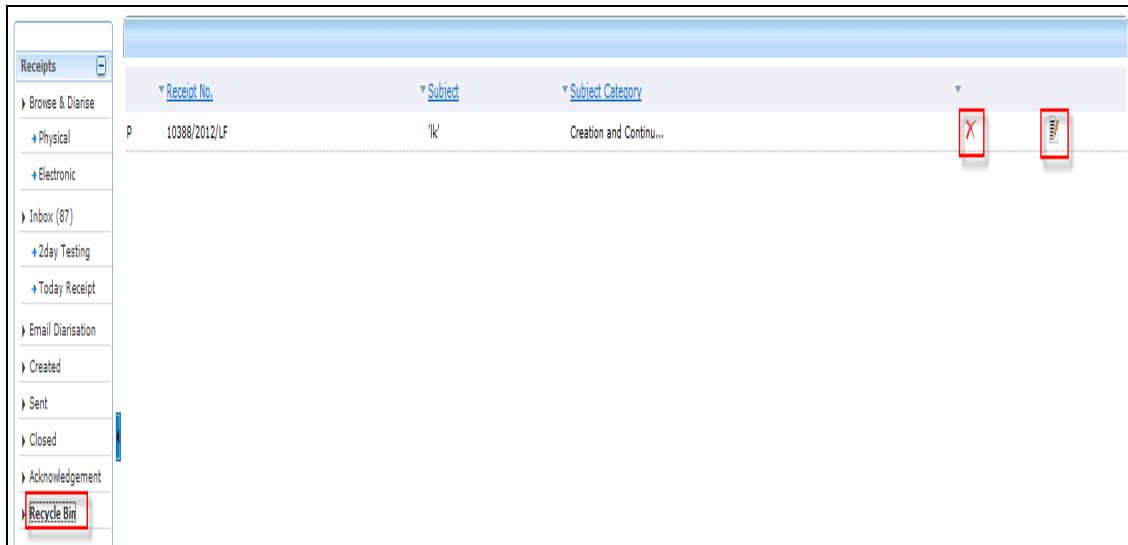 Receipts
Browse & Diarise
Physical
Electronic
Inbox (87)
2day Testing
Today Receipt
Email Diarisation
Created
Sent
Closed
Acknowledgement
Recycle Bin
Receipt No. Subject Subject Category
P 10388/2012/LF 'lk' Creation and Continu...